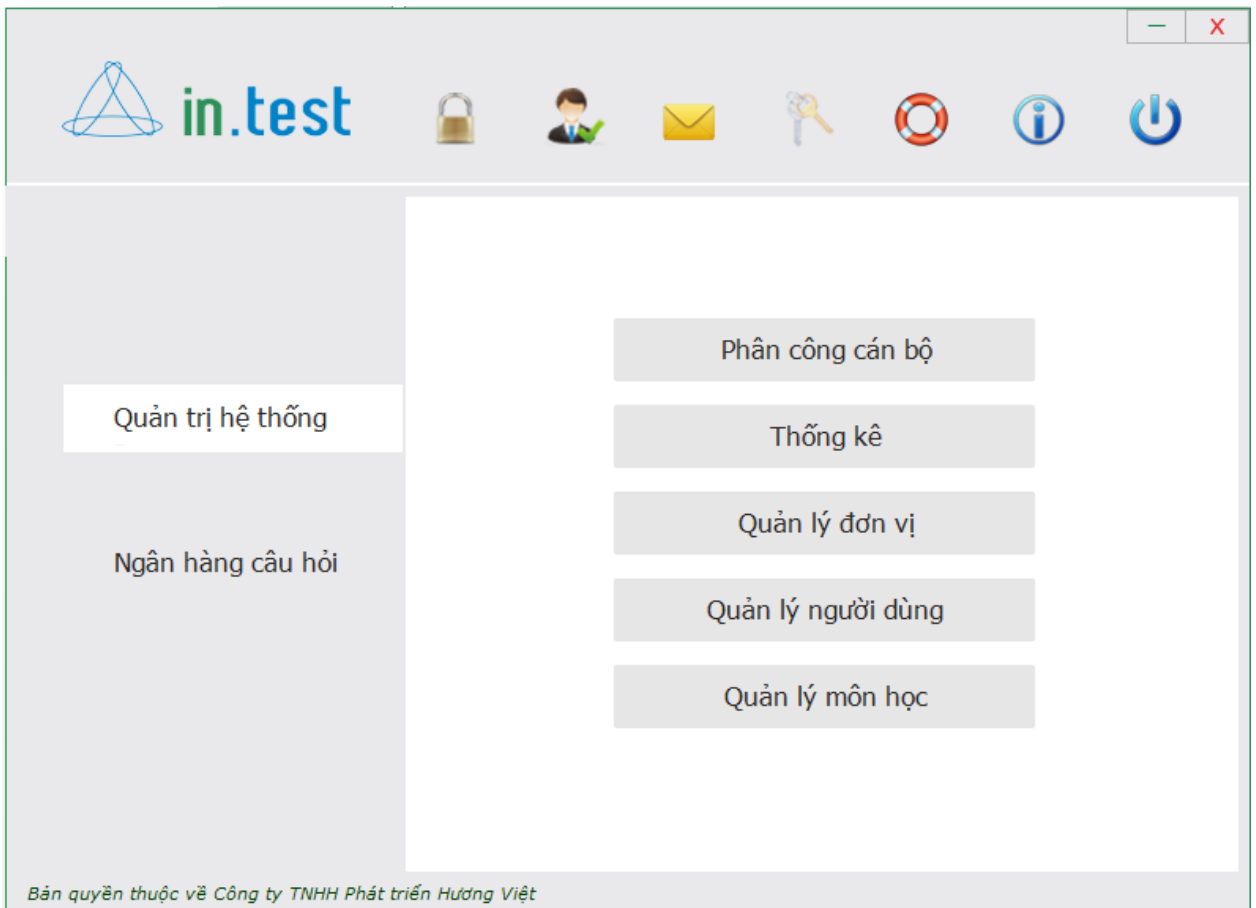 X
in.test
Phân công cán bộ
Quản trị hệ thống
Thống kê
Quản lý đơn vị
Ngân hàng câu hỏi
Quản lý người dùng
Quản lý môn học
Bản quyền thuộc về Công ty TNHH Phát triển Hương Việt